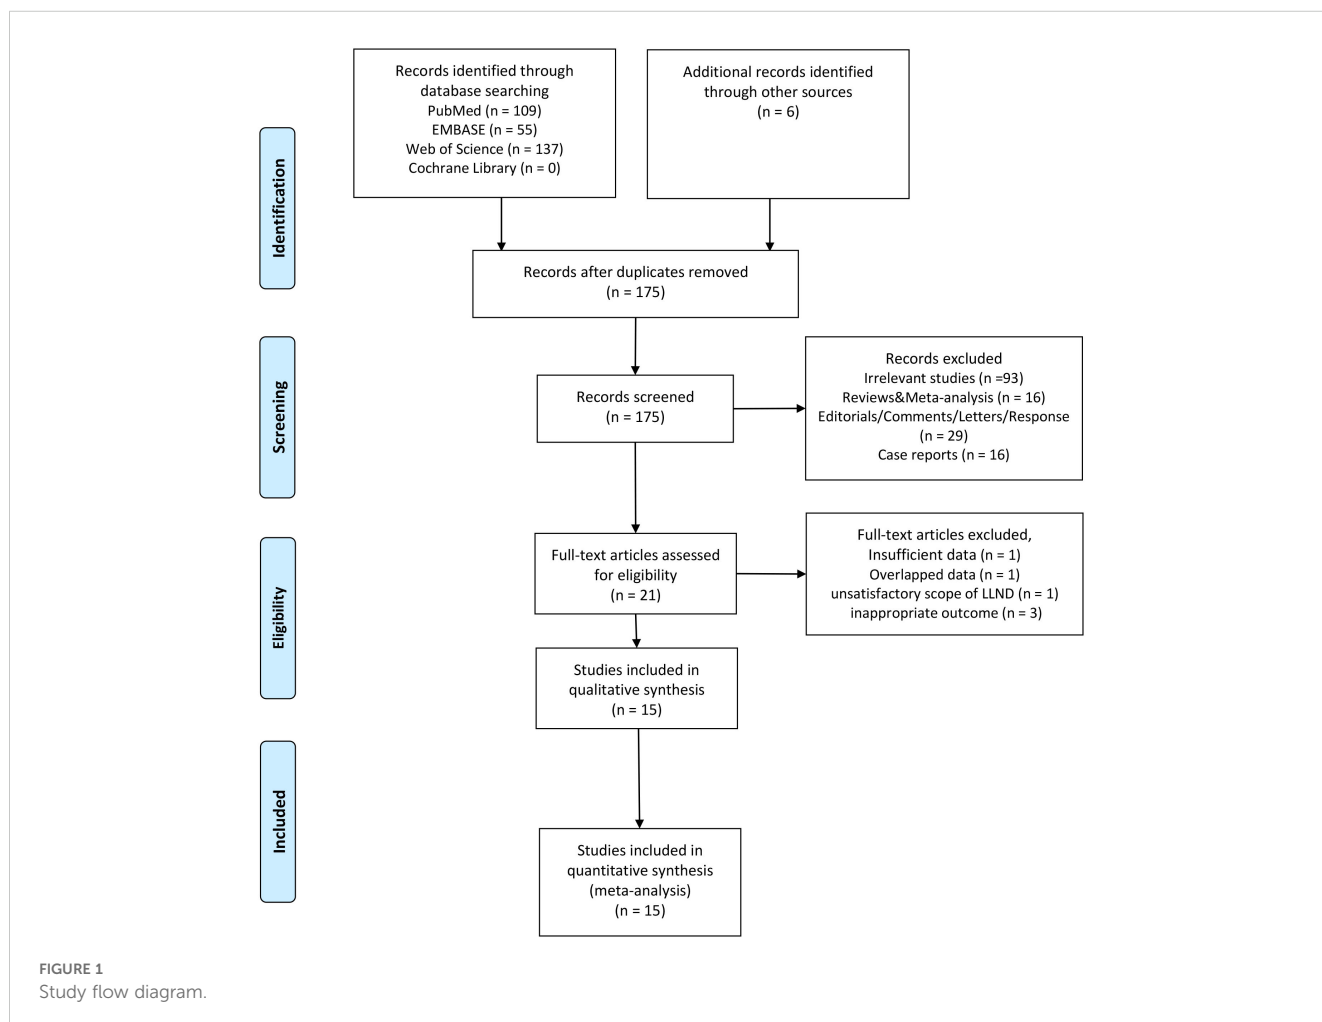 Records identified through
database searching
PubMed (n = 109)
EMBASE (n = 55)
Web of Science (n = 137)
Cochrane Library (n = 0)
Additional records identified
through other sources
(n = 6)
Identification
Records after duplicates removed
(n = 175)
Screening
Records screened
(n = 175)
Records excluded
Irrelevant studies (n =93)
Reviews&Meta-analysis (n = 16)
Editorials/Comments/Letters/Response
(n = 29)
Case reports (n = 16)
Eligibility
Full-text articles assessed
for eligibility
(n = 21)
Full-text articles excluded,
Insufficient data (n = 1)
Overlapped data (n = 1)
unsatisfactory scope of LLND (n = 1)
inappropriate outcome (n = 3)
Studies included in
qualitative synthesis
(n = 15)
Included
Studies included in
quantitative synthesis
(meta-analysis)
(n = 15)
FIGURE 1
Study flow diagram.